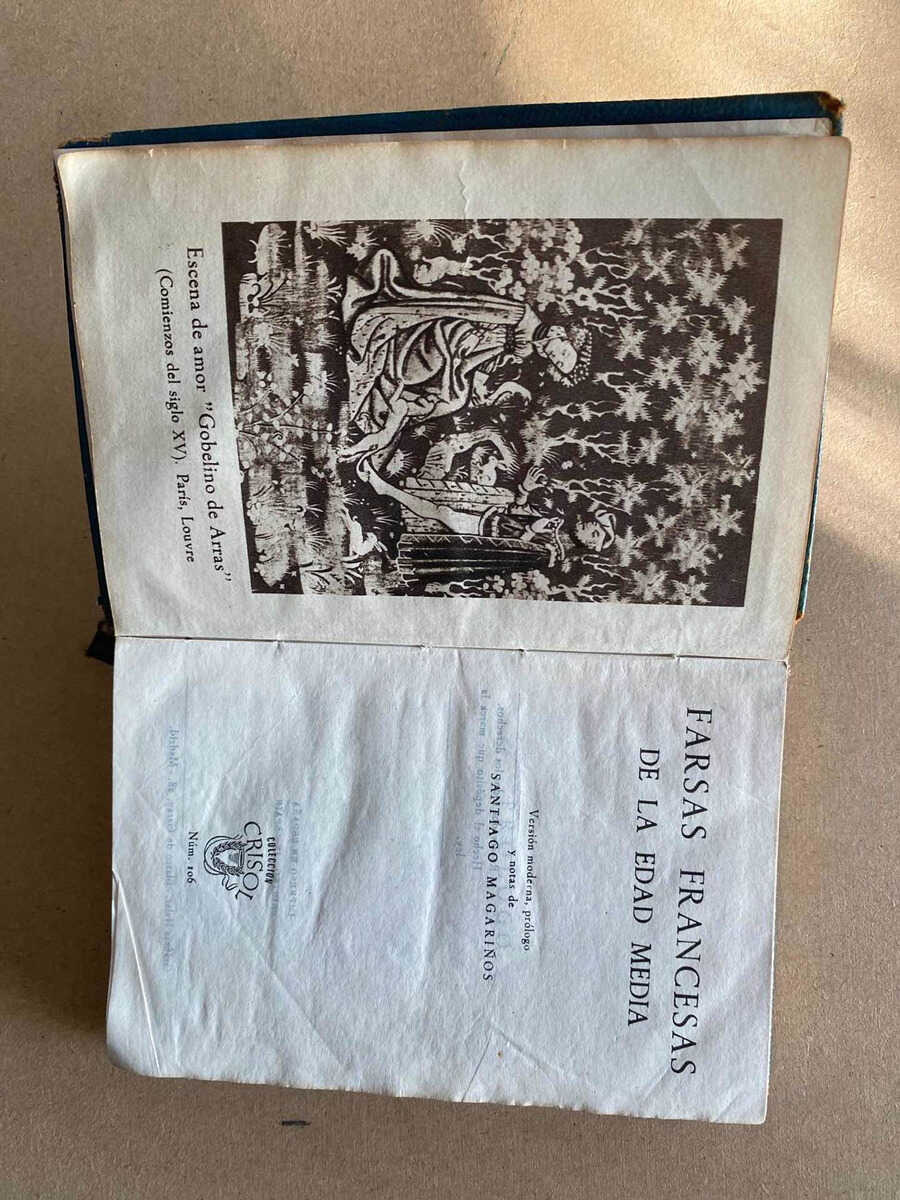 Escena de amor "Gobelino de Arras"
(Comienzos del siglo XV). París, Louvre
FARSAS FRANCESAS
DE LA EDAD MEDIA
Versión moderna, prólogo
y notas de
SANTIAGO MAGARIÑOS
COLECCION
CRISOL
Núm. 106